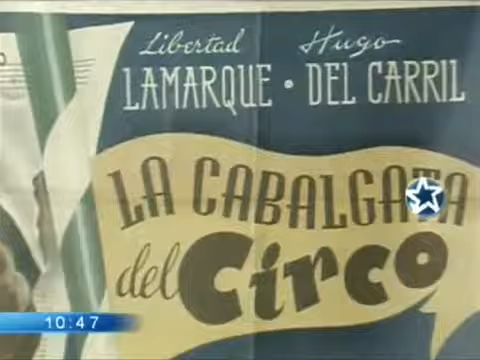 Libertad Hugo
LAMARQUE • DEL CARRIL
LA CABALGATA
del Circo
10:47